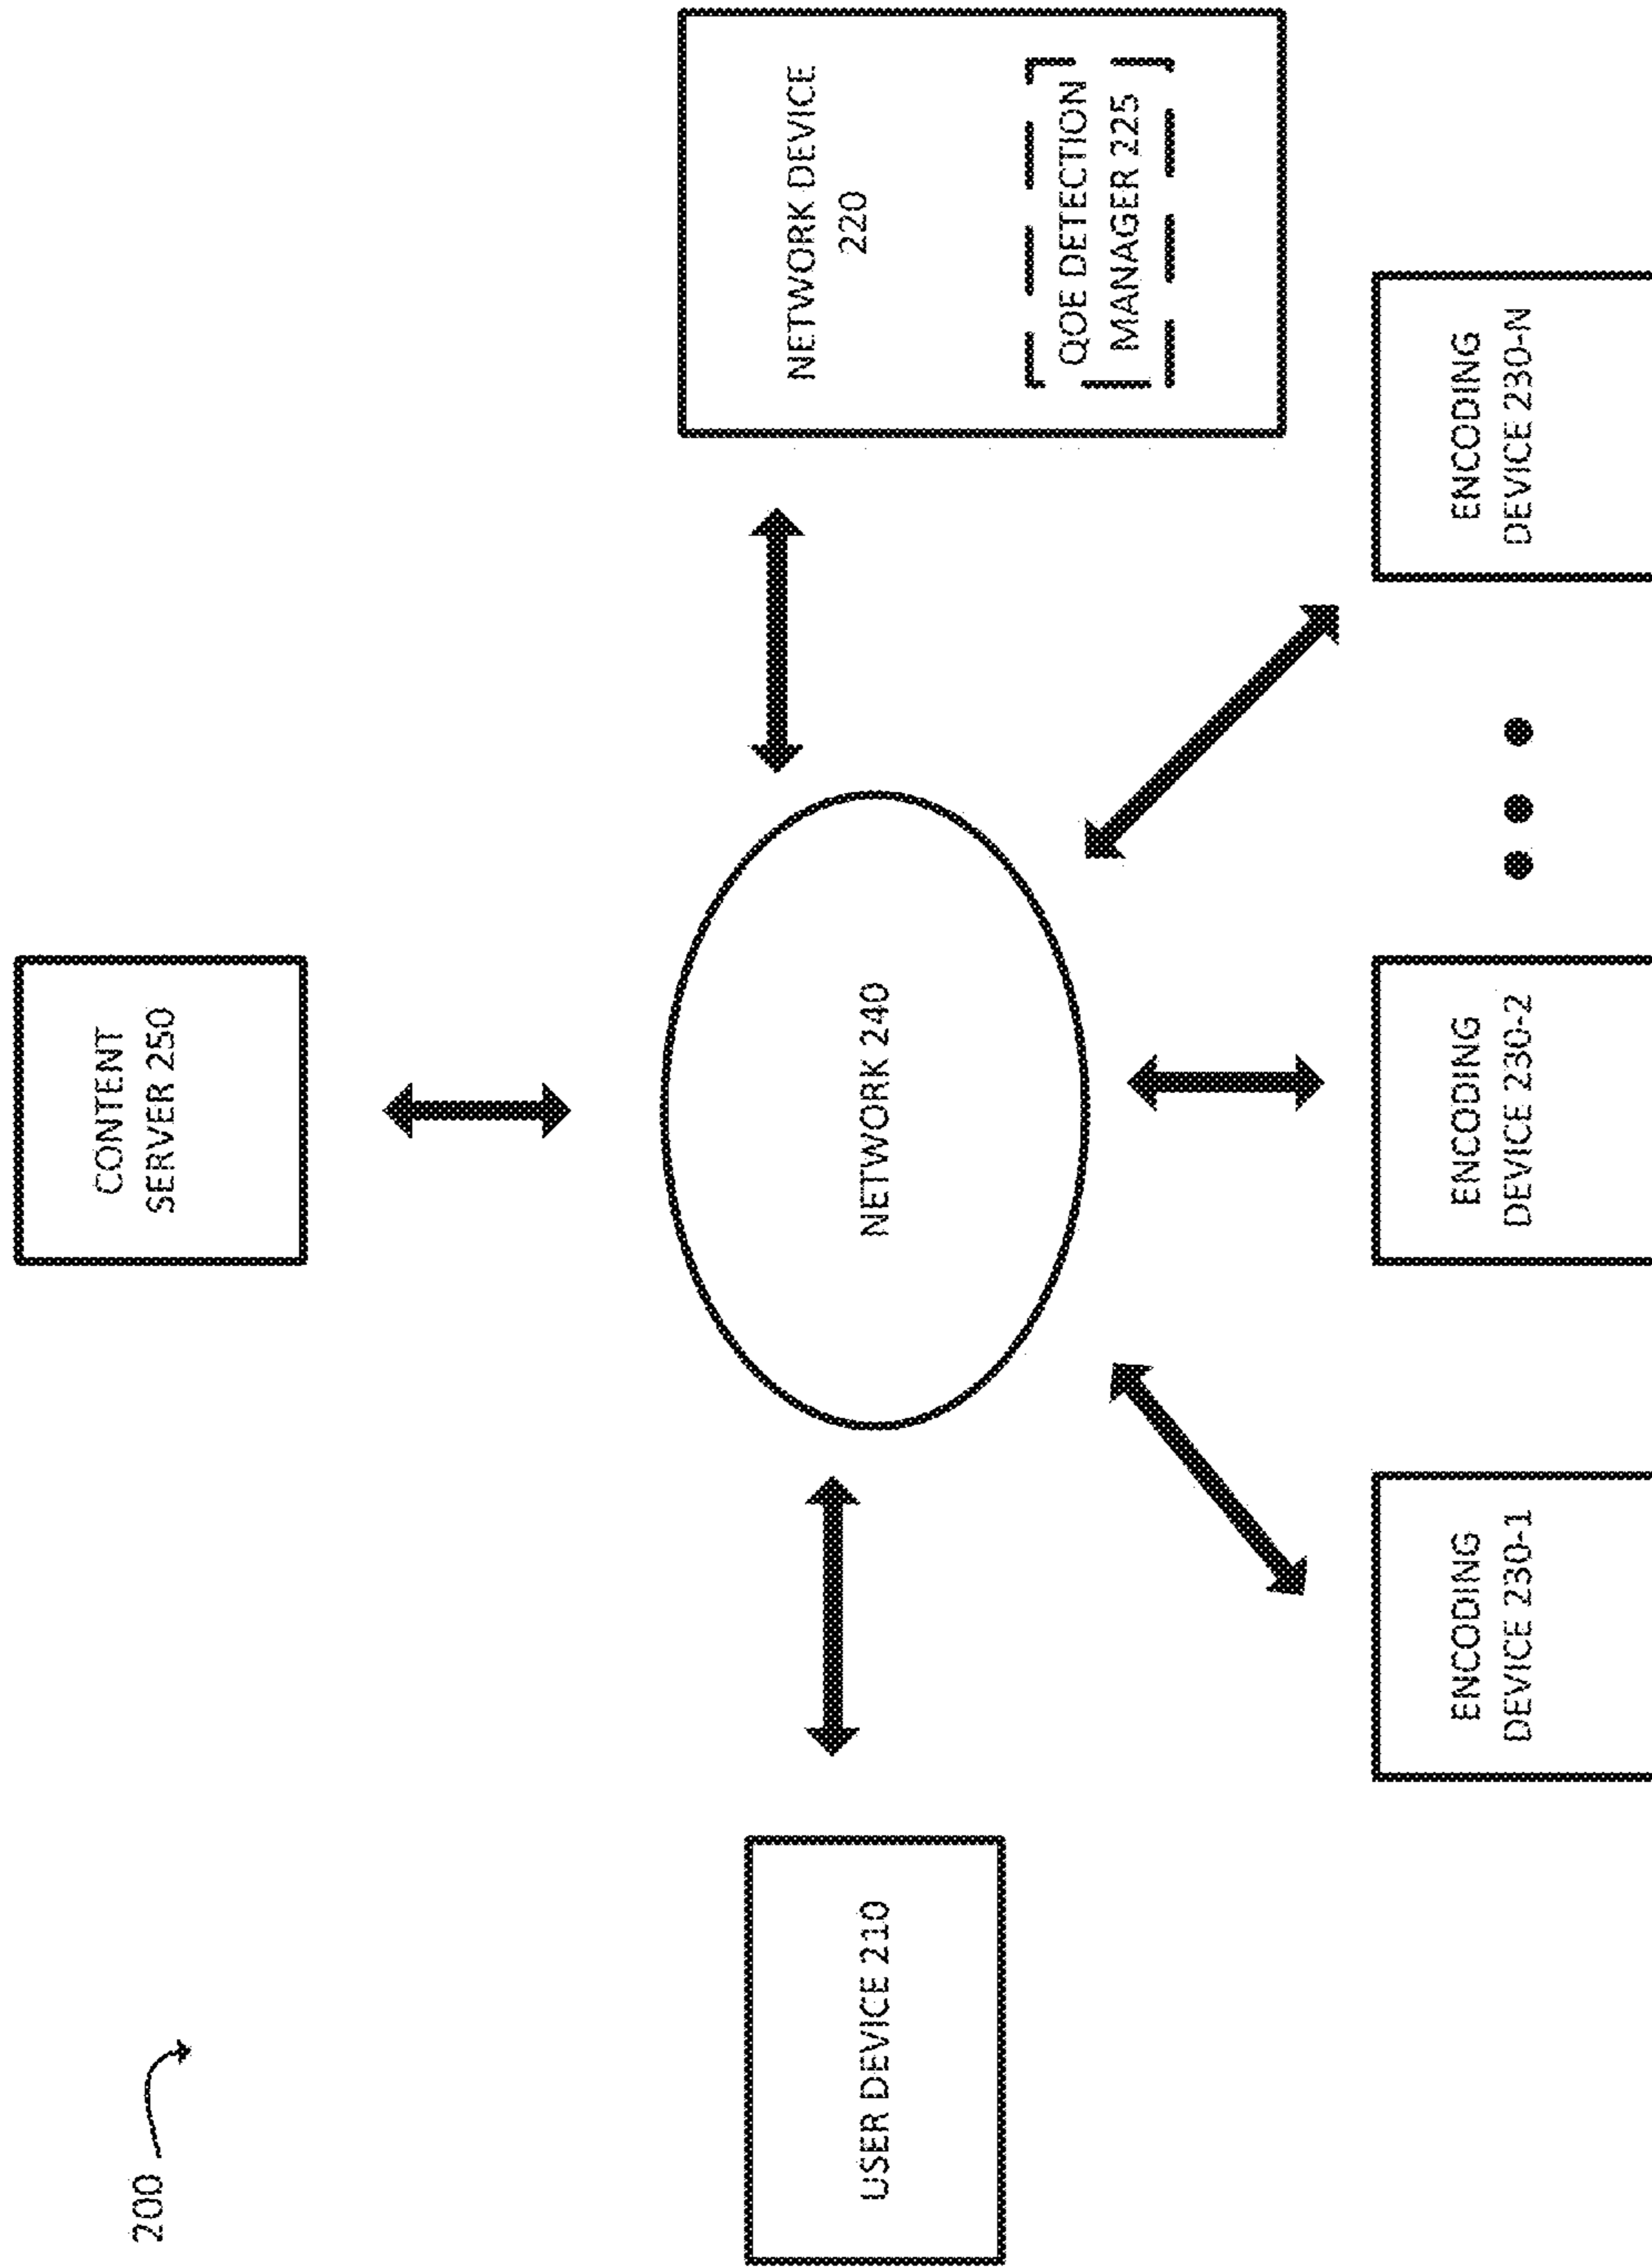 200
CONTENT
SERVER 250
USER DEVICE 210
NETWORK 240
NETWORK DEVICE
220
QOE DETECTION
MANAGER 225
ENCODING
DEVICE 230-1
ENCODING
DEVICE 230-2
ENCODING
DEVICE 230-N